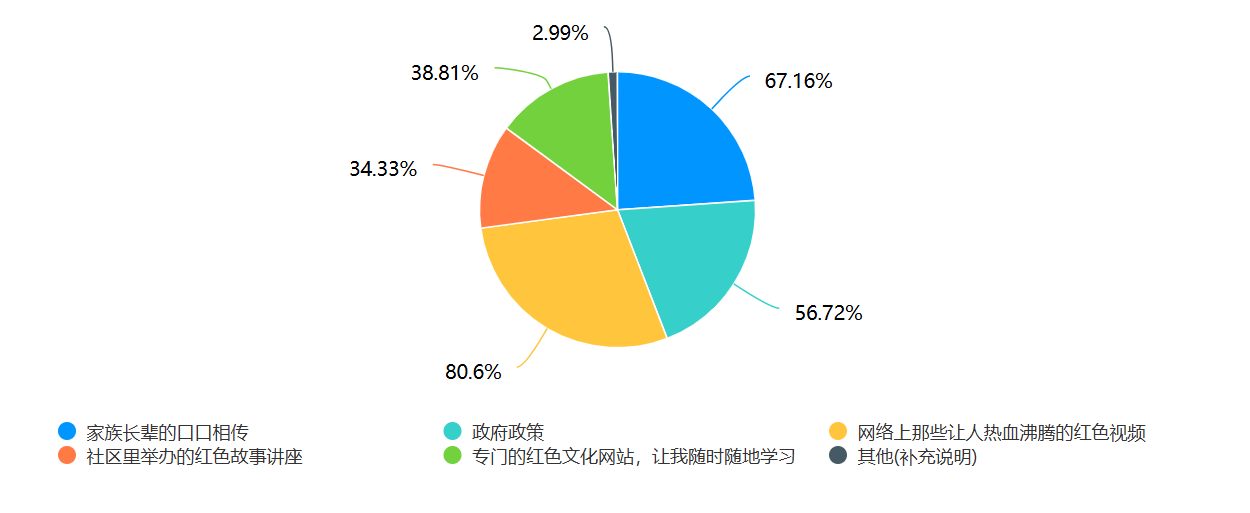 2.99%
38.81%
67.16%
34.33%
56.72%
80.6%
家族长辈的口口相传
政府政策
网络上那些让人热血沸腾的红色视频
社区里举办的红色故事讲座
专门的红色文化网站，让我随时随地学习
其他(补充说明)